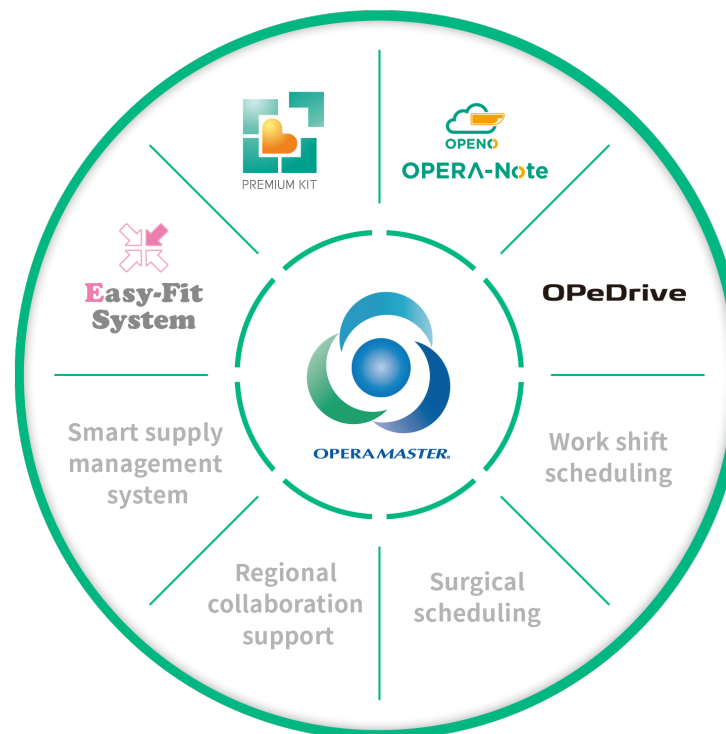 PREMIUM KIT
OPENO
OPERA-Note
Easy-Fit
System
OPeDrive
OPERAMASTER®
Smart supply
management
system
Work shift
scheduling
Regional
collaboration
support
Surgical
scheduling